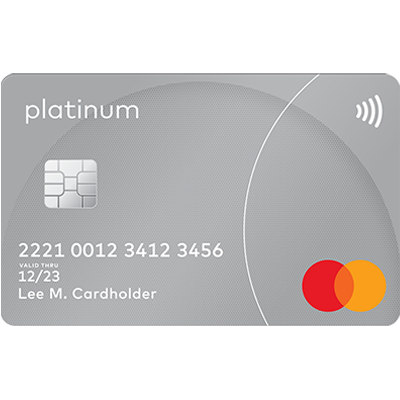 platinum
2221 0012 3412 3456
VALID THRU
12/23
Lee M. Cardholder